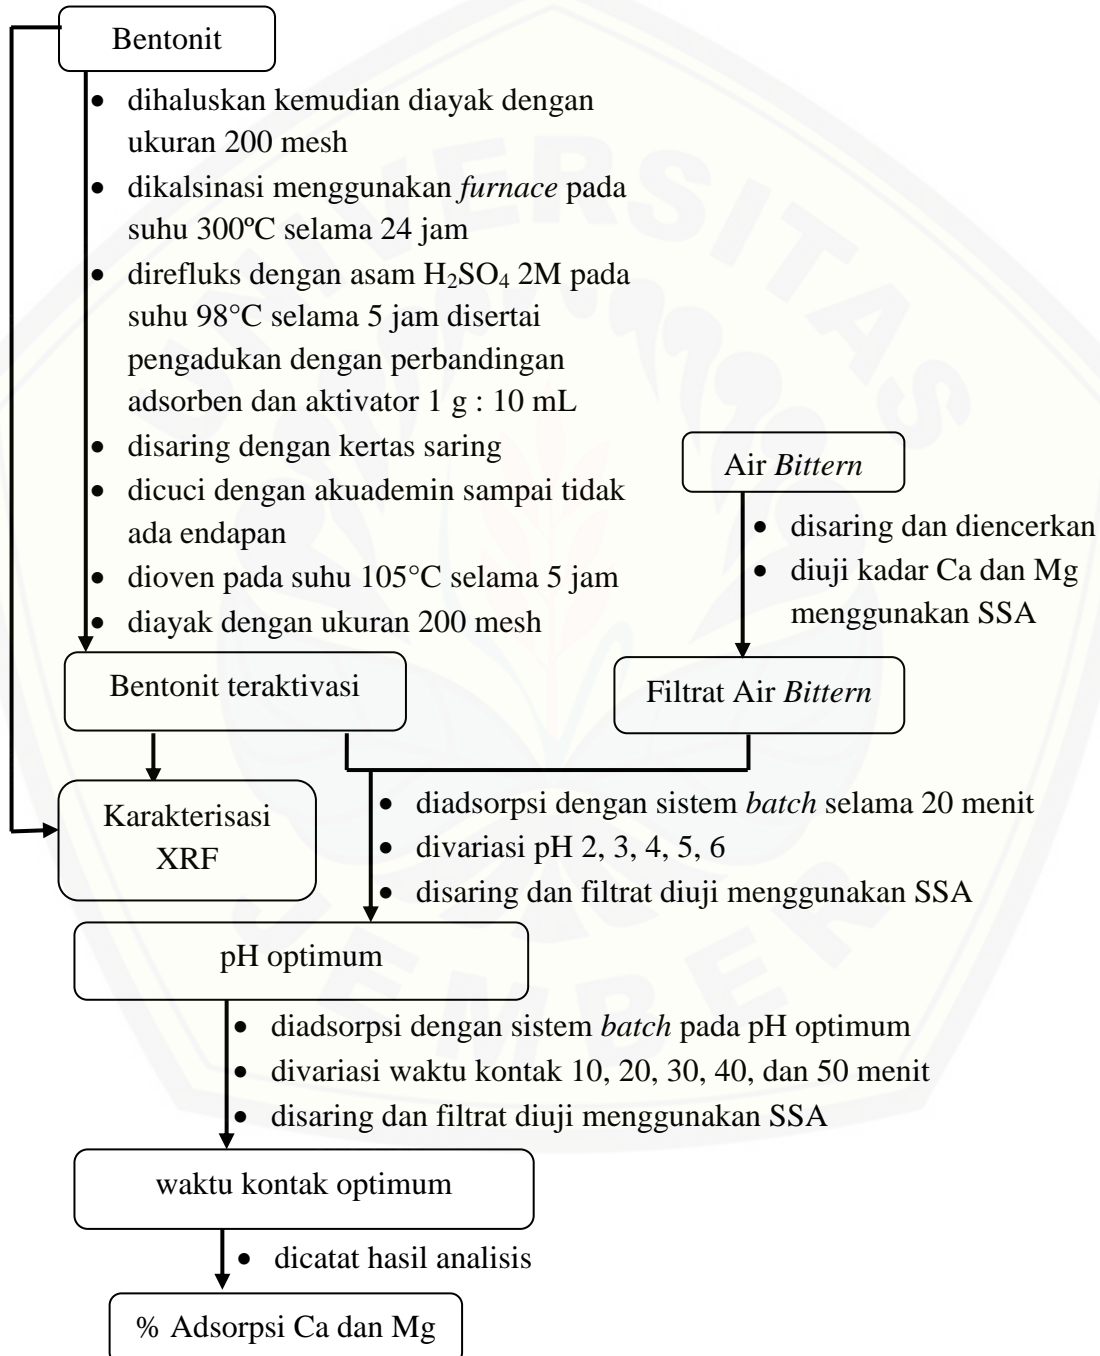 Bentonit
• dihaluskan kemudian diayak dengan
ukuran 200 mesh
• dikalsinasi menggunakan furnace pada
suhu 300ºC selama 24 jam
• direfluks dengan asam H₂SO₄ 2M pada
suhu 98°C selama 5 jam disertai
pengadukan dengan perbandingan
adsorben dan aktivator 1 g : 10 mL
• disaring dengan kertas saring
• dicuci dengan akuademin sampai tidak
ada endapan
• dioven pada suhu 105°C selama 5 jam
• diayak dengan ukuran 200 mesh
Air Bittern
• disaring dan diencerkan
• diuji kadar Ca dan Mg
menggunakan SSA
Bentonit teraktivasi
Filtrat Air Bittern
Karakterisasi
XRF
• diadsorpsi dengan sistem batch selama 20 menit
• divariasi pH 2, 3, 4, 5, 6
• disaring dan filtrat diuji menggunakan SSA
pH optimum
• diadsorpsi dengan sistem batch pada pH optimum
• divariasi waktu kontak 10, 20, 30, 40, dan 50 menit
• disaring dan filtrat diuji menggunakan SSA
waktu kontak optimum
• dicatat hasil analisis
% Adsorpsi Ca dan Mg
UNIVERSITAS
JEMBER